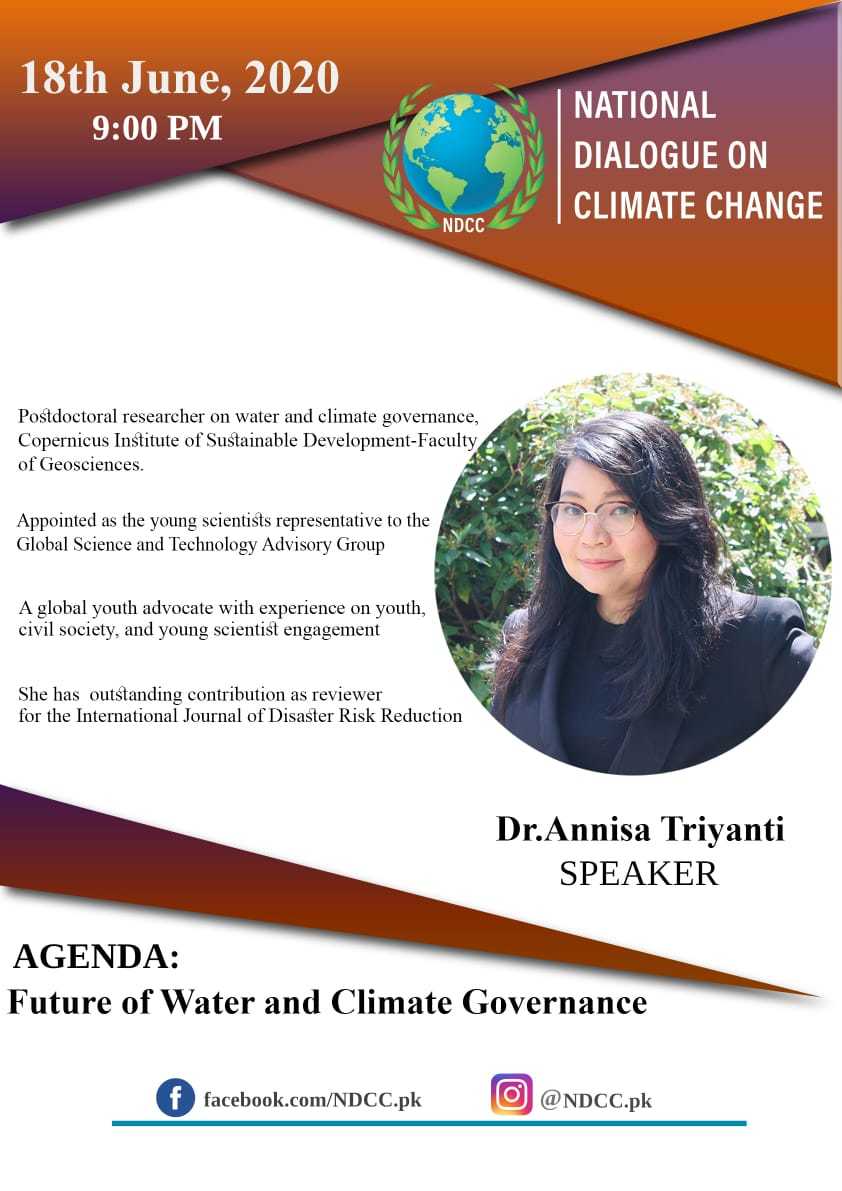 18th June, 2020
9:00 PM
NDCC
NATIONAL
DIALOGUE ON
CLIMATE CHANGE
Postdoctoral researcher on water and climate governance,
Copernicus Institute of Sustainable Development-Faculty
of Geosciences.
Appointed as the young scientists representative to the
Global Science and Technology Advisory Group
A global youth advocate with experience on youth,
civil society, and young scientist engagement
She has outstanding contribution as reviewer
for the International Journal of Disaster Risk Reduction
Dr.Annisa Triyanti
SPEAKER
AGENDA:
Future of Water and Climate Governance
facebook.com/NDCC.pk
@NDCC.pk